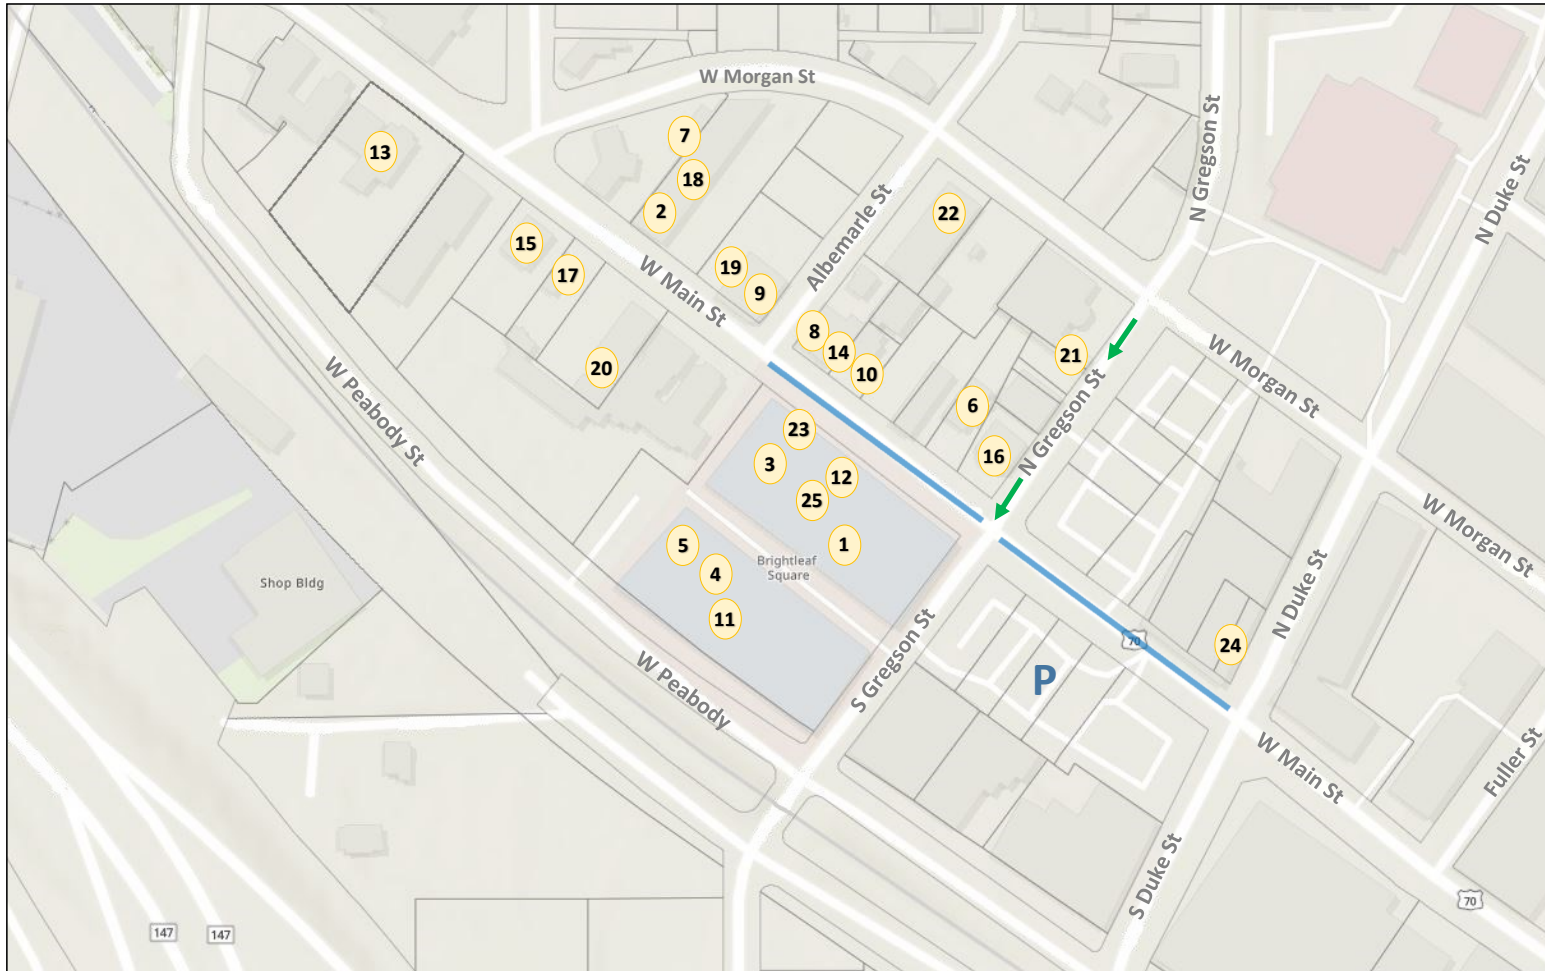 W Morgan St
N Gregson St
7
13
18
2
22
N Duke St
15
17
19
9
Albemarle St
W Main St
8
14
10
21
W Morgan St
20
6
16
N Gregson St
W Peabody St
23
3
12
25
5
4
1
Brightleaf
Square
11
Shop Bldg
W Morgan St
N Duke St
70
24
P
S Gregson St
W Peabody
W Main St
Fuller St
S Duke St
70
147
147